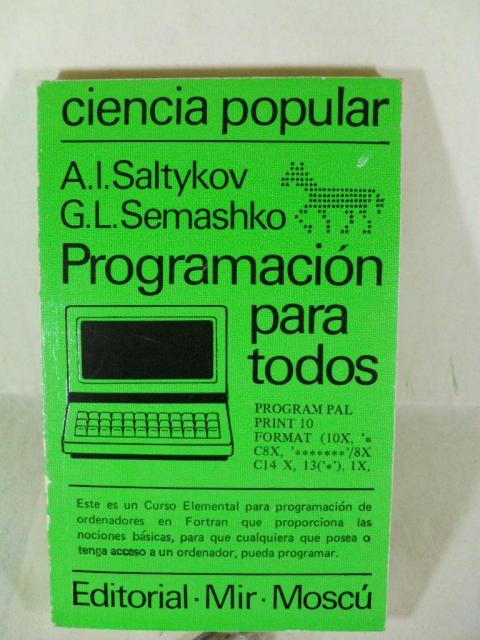 ciencia popular
A.I.Saltykov
G.L.Semashko
Programación
para
todos
PROGRAM PAL
PRINT 10
FORMAT (10X, '*
C8X, '*******'/8X
C14 X, 13('*'), 1X,
Este es un Curso Elemental para programación de
ordenadores en Fortran que proporciona las
nociones básicas, para que cualquiera que posea o
tenga acceso a un ordenador, pueda programar.
Editorial · Mir · Moscú